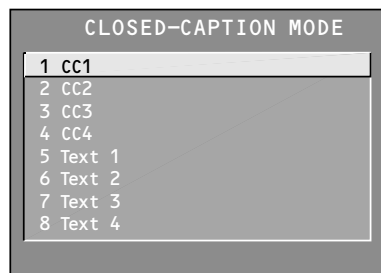 CLOSED-CAPTION MODE
1 CC1
2 CC2
3 CC3
4 CC4
5 Text 1
6 Text 2
7 Text 3
8 Text 4